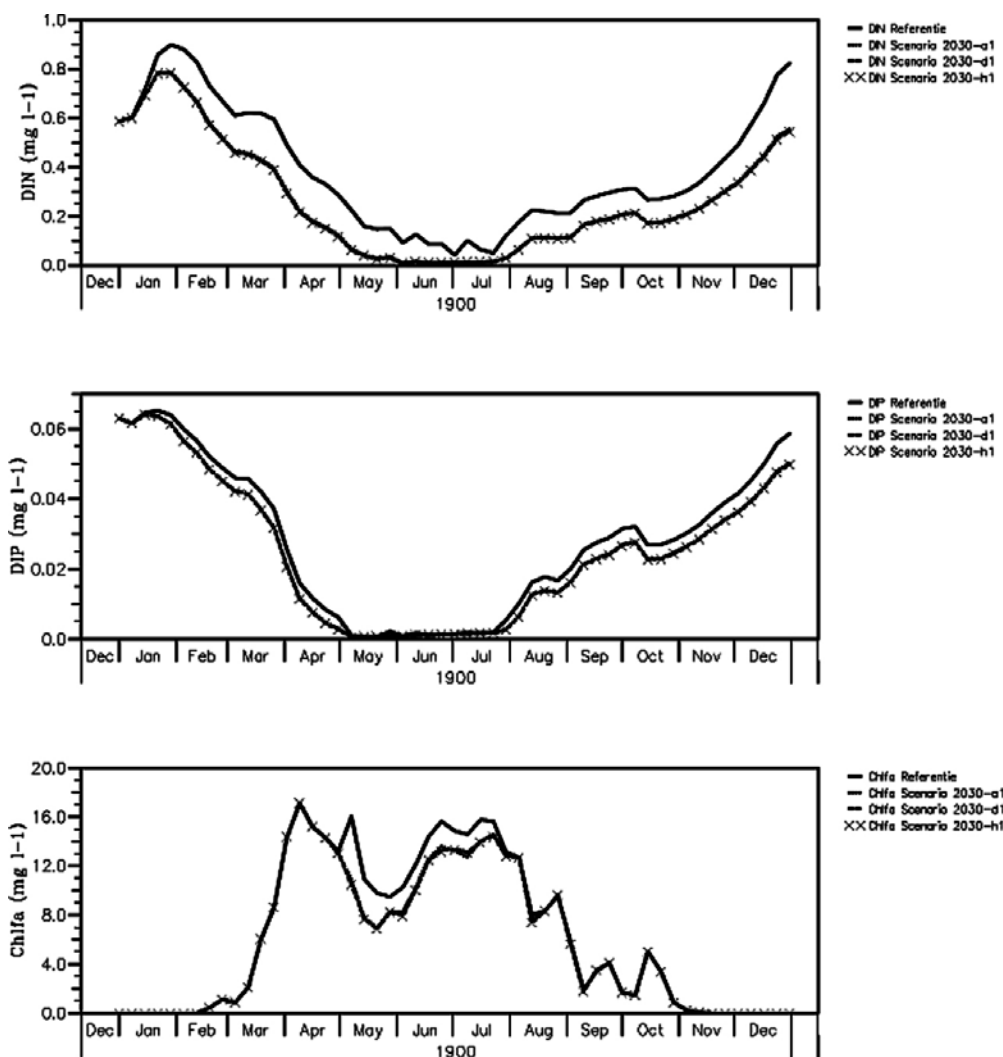 1.0
0.8
0.6
0.4
0.2
0.0
DIN (mg l−1)
Dec Jan Feb Mar Apr May Jun Jul Aug Sep Oct Nov Dec
1900
DIN Referentie
DIN Scenario 2030-a1
DIN Scenario 2030-d1
DIN Scenario 2030-h1
0.06
0.04
0.02
0.0
DIP (mg l−1)
Dec Jan Feb Mar Apr May Jun Jul Aug Sep Oct Nov Dec
1900
DIP Referentie
DIP Scenario 2030-a1
DIP Scenario 2030-d1
DIP Scenario 2030-h1
20.0
16.0
12.0
8.0
4.0
0.0
Chlfa (mg l−1)
Dec Jan Feb Mar Apr May Jun Jul Aug Sep Oct Nov Dec
1900
Chlfa Referentie
Chlfa Scenario 2030-a1
Chlfa Scenario 2030-d1
Chlfa Scenario 2030-h1